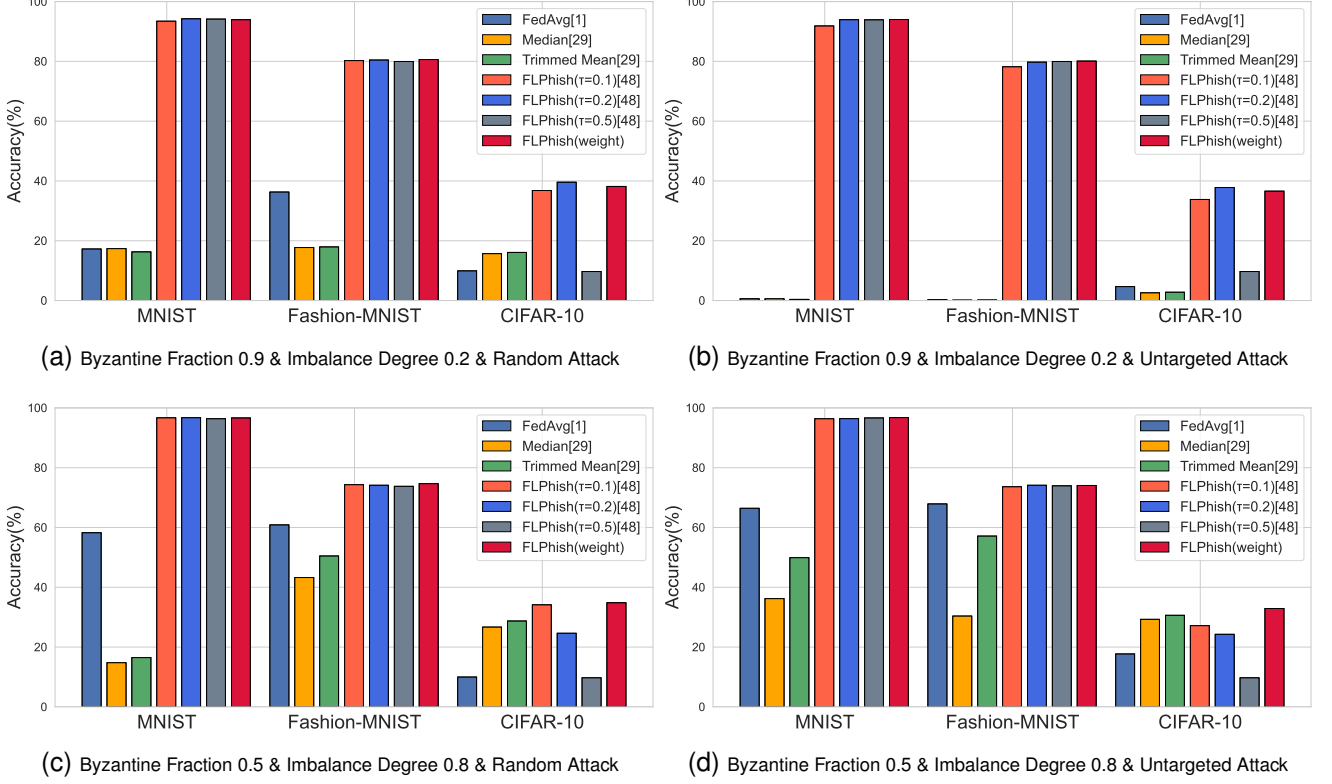 100
80
60
40
20
0
Accuracy(%)
FedAvg[1]
Median[29]
Trimmed Mean[29]
FLPhish(τ=0.1)[48]
FLPhish(τ=0.2)[48]
FLPhish(τ=0.5)[48]
FLPhish(weight)
MNIST Fashion-MNIST CIFAR-10
(a) Byzantine Fraction 0.9 & Imbalance Degree 0.2 & Random Attack
100
80
60
40
20
0
Accuracy(%)
FedAvg[1]
Median[29]
Trimmed Mean[29]
FLPhish(τ=0.1)[48]
FLPhish(τ=0.2)[48]
FLPhish(τ=0.5)[48]
FLPhish(weight)
MNIST Fashion-MNIST CIFAR-10
(b) Byzantine Fraction 0.9 & Imbalance Degree 0.2 & Untargeted Attack
100
80
60
40
20
0
Accuracy(%)
FedAvg[1]
Median[29]
Trimmed Mean[29]
FLPhish(τ=0.1)[48]
FLPhish(τ=0.2)[48]
FLPhish(τ=0.5)[48]
FLPhish(weight)
MNIST Fashion-MNIST CIFAR-10
(c) Byzantine Fraction 0.5 & Imbalance Degree 0.8 & Random Attack
100
80
60
40
20
0
Accuracy(%)
FedAvg[1]
Median[29]
Trimmed Mean[29]
FLPhish(τ=0.1)[48]
FLPhish(τ=0.2)[48]
FLPhish(τ=0.5)[48]
FLPhish(weight)
MNIST Fashion-MNIST CIFAR-10
(d) Byzantine Fraction 0.5 & Imbalance Degree 0.8 & Untargeted Attack